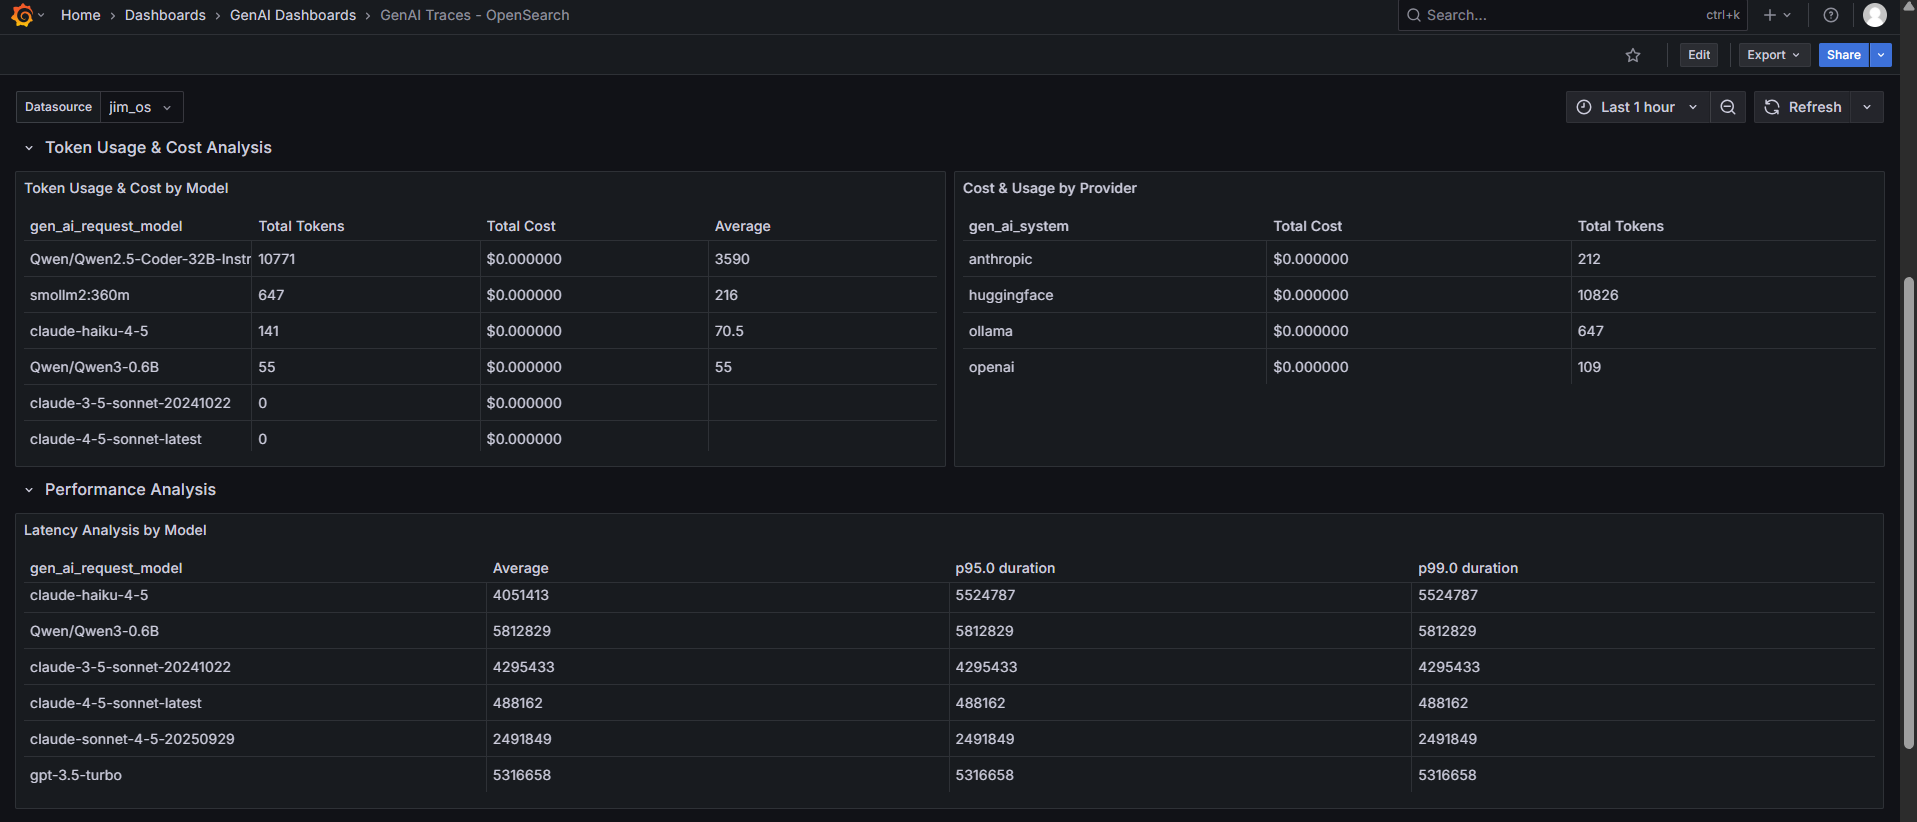 Home › Dashboards › GenAI Dashboards › GenAI Traces - OpenSearch Search... ctrl+k
Edit Export Share
Datasource jim_os Last 1 hour Refresh
Token Usage & Cost Analysis
Token Usage & Cost by Model
gen_ai_request_model Total Tokens Total Cost Average
Qwen/Qwen2.5-Coder-32B-Instr 10771 $0.000000 3590
smollm2:360m 647 $0.000000 216
claude-haiku-4-5 141 $0.000000 70.5
Qwen/Qwen3-0.6B 55 $0.000000 55
claude-3-5-sonnet-20241022 0 $0.000000
claude-4-5-sonnet-latest 0 $0.000000
Cost & Usage by Provider
gen_ai_system Total Cost Total Tokens
anthropic $0.000000 212
huggingface $0.000000 10826
ollama $0.000000 647
openai $0.000000 109
Performance Analysis
Latency Analysis by Model
gen_ai_request_model Average p95.0 duration p99.0 duration
claude-haiku-4-5 4051413 5524787 5524787
Qwen/Qwen3-0.6B 5812829 5812829 5812829
claude-3-5-sonnet-20241022 4295433 4295433 4295433
claude-4-5-sonnet-latest 488162 488162 488162
claude-sonnet-4-5-20250929 2491849 2491849 2491849
gpt-3.5-turbo 5316658 5316658 5316658